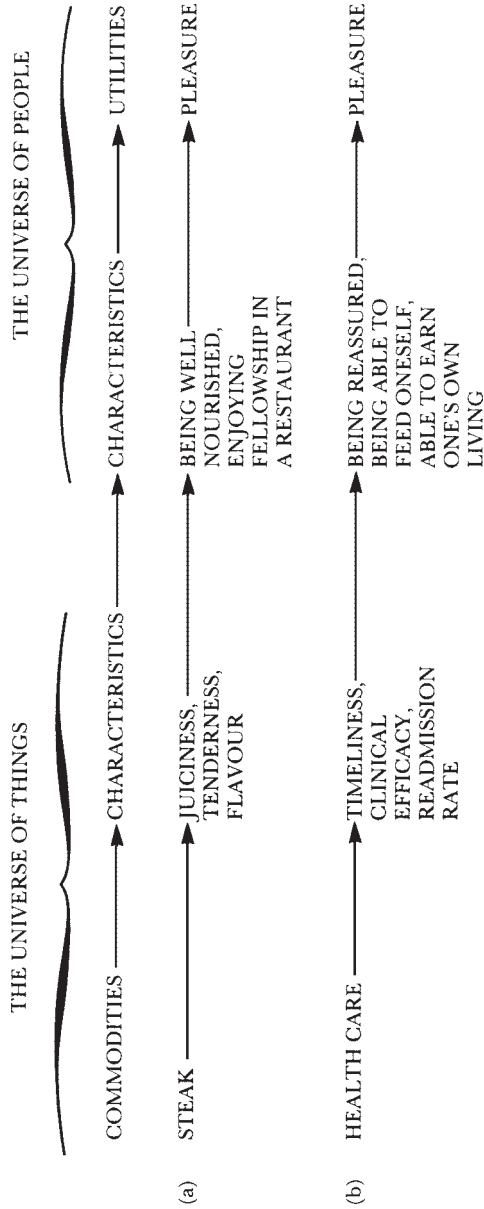 THE UNIVERSE OF THINGS
THE UNIVERSE OF PEOPLE
COMMODITIES
CHARACTERISTICS
CHARACTERISTICS
UTILITIES
(a)
STEAK
JUICINESS,
TENDERNESS,
FLAVOUR
BEING WELL
NOURISHED,
ENJOYING
FELLOWSHIP IN
A RESTAURANT
PLEASURE
(b)
HEALTH CARE
TIMELINESS,
CLINICAL
EFFICACY,
READMISSION
RATE
BEING REASSURED,
BEING ABLE TO
FEED ONESELF,
ABLE TO EARN
ONE'S OWN
LIVING
PLEASURE